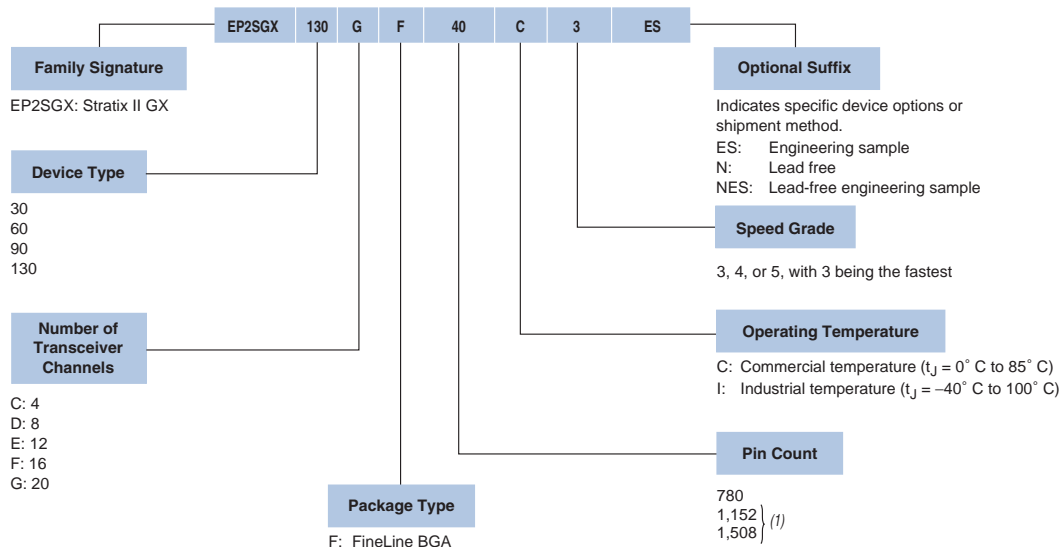 EP2SGX 130 G F 40 C 3 ES
Family Signature
EP2SGX: Stratix II GX
Device Type
30
60
90
130
Number of
Transceiver
Channels
C: 4
D: 8
E: 12
F: 16
G: 20
Package Type
F: FineLine BGA
Optional Suffix
Indicates specific device options or
shipment method.
ES: Engineering sample
N: Lead free
NES: Lead-free engineering sample
Speed Grade
3, 4, or 5, with 3 being the fastest
Operating Temperature
C: Commercial temperature (tJ = 0° C to 85° C)
I: Industrial temperature (tJ = –40° C to 100° C)
Pin Count
780
1,152
1,508
(1)